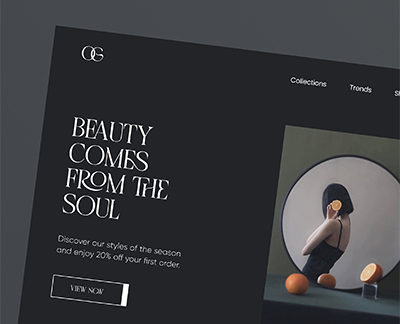 OG
Collections
Trends
BEAUTY
COMES
FROM THE
SOUL
Discover our styles of the season
and enjoy 20% off your first order.
VIEW NOW